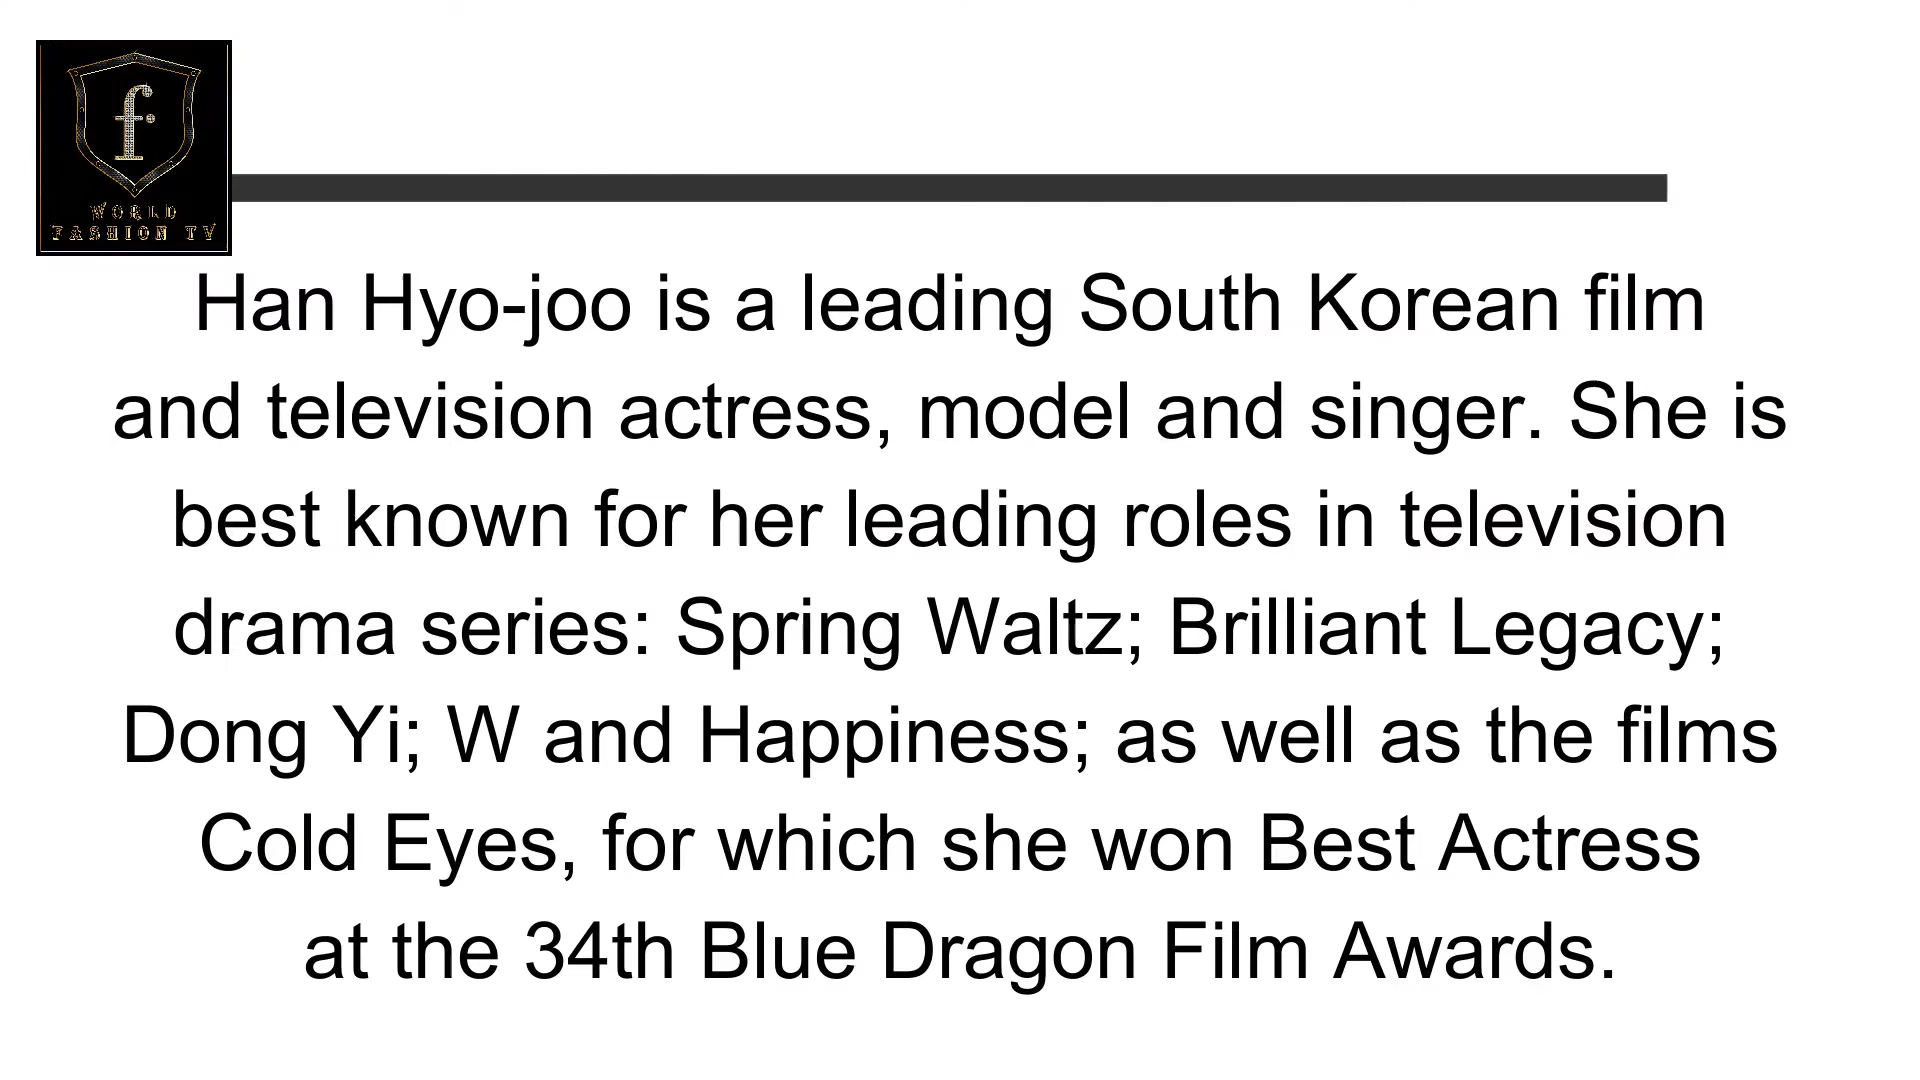 f
WORLD
FASHION TV
Han Hyo-joo is a leading South Korean film
and television actress, model and singer. She is
best known for her leading roles in television
drama series: Spring Waltz; Brilliant Legacy;
Dong Yi; W and Happiness; as well as the films
Cold Eyes, for which she won Best Actress
at the 34th Blue Dragon Film Awards.